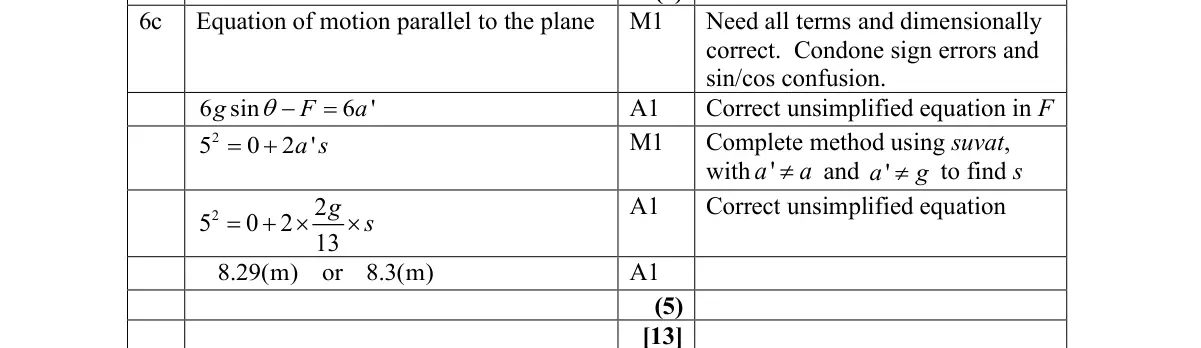 6c Equation of motion parallel to the plane M1 Need all terms and dimensionally
correct. Condone sign errors and
sin/cos confusion.
6g sin θ − F = 6a' A1 Correct unsimplified equation in F
5² = 0 + 2a's M1 Complete method using suvat,
with a' ≠ a and a' ≠ g to find s
5² = 0 + 2 × 2g/13 × s A1 Correct unsimplified equation
8.29(m) or 8.3(m) A1
(5)
[13]